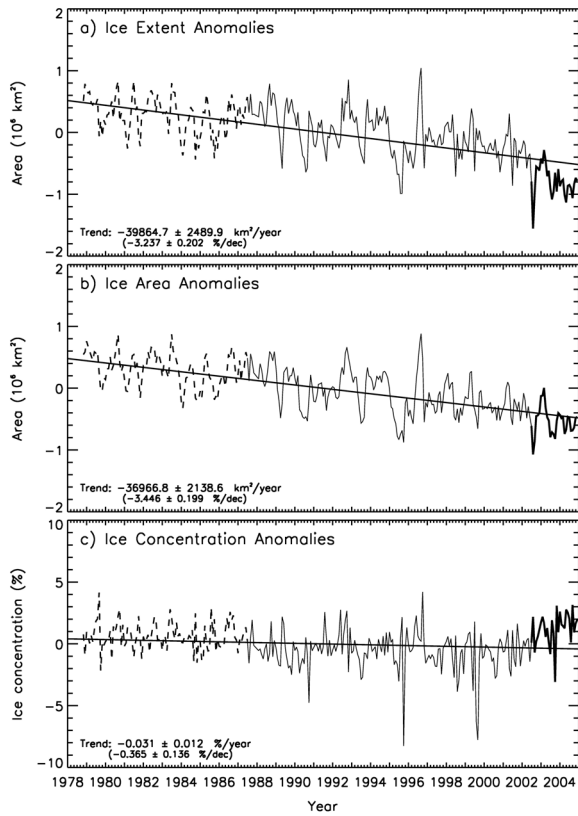 a) Ice Extent Anomalies
2
1
0
-1
-2
Area (10⁶ km²)
Trend: -39864.7 ± 2489.9 km²/year
(-3.237 ± 0.202 %/dec)
b) Ice Area Anomalies
2
1
0
-1
-2
Area (10⁶ km²)
Trend: -36966.8 ± 2138.6 km²/year
(-3.446 ± 0.199 %/dec)
c) Ice Concentration Anomalies
10
5
0
-5
-10
Ice concentration (%)
Trend: -0.031 ± 0.012 %/year
(-0.365 ± 0.136 %/dec)
1978 1980 1982 1984 1986 1988 1990 1992 1994 1996 1998 2000 2002 2004
Year